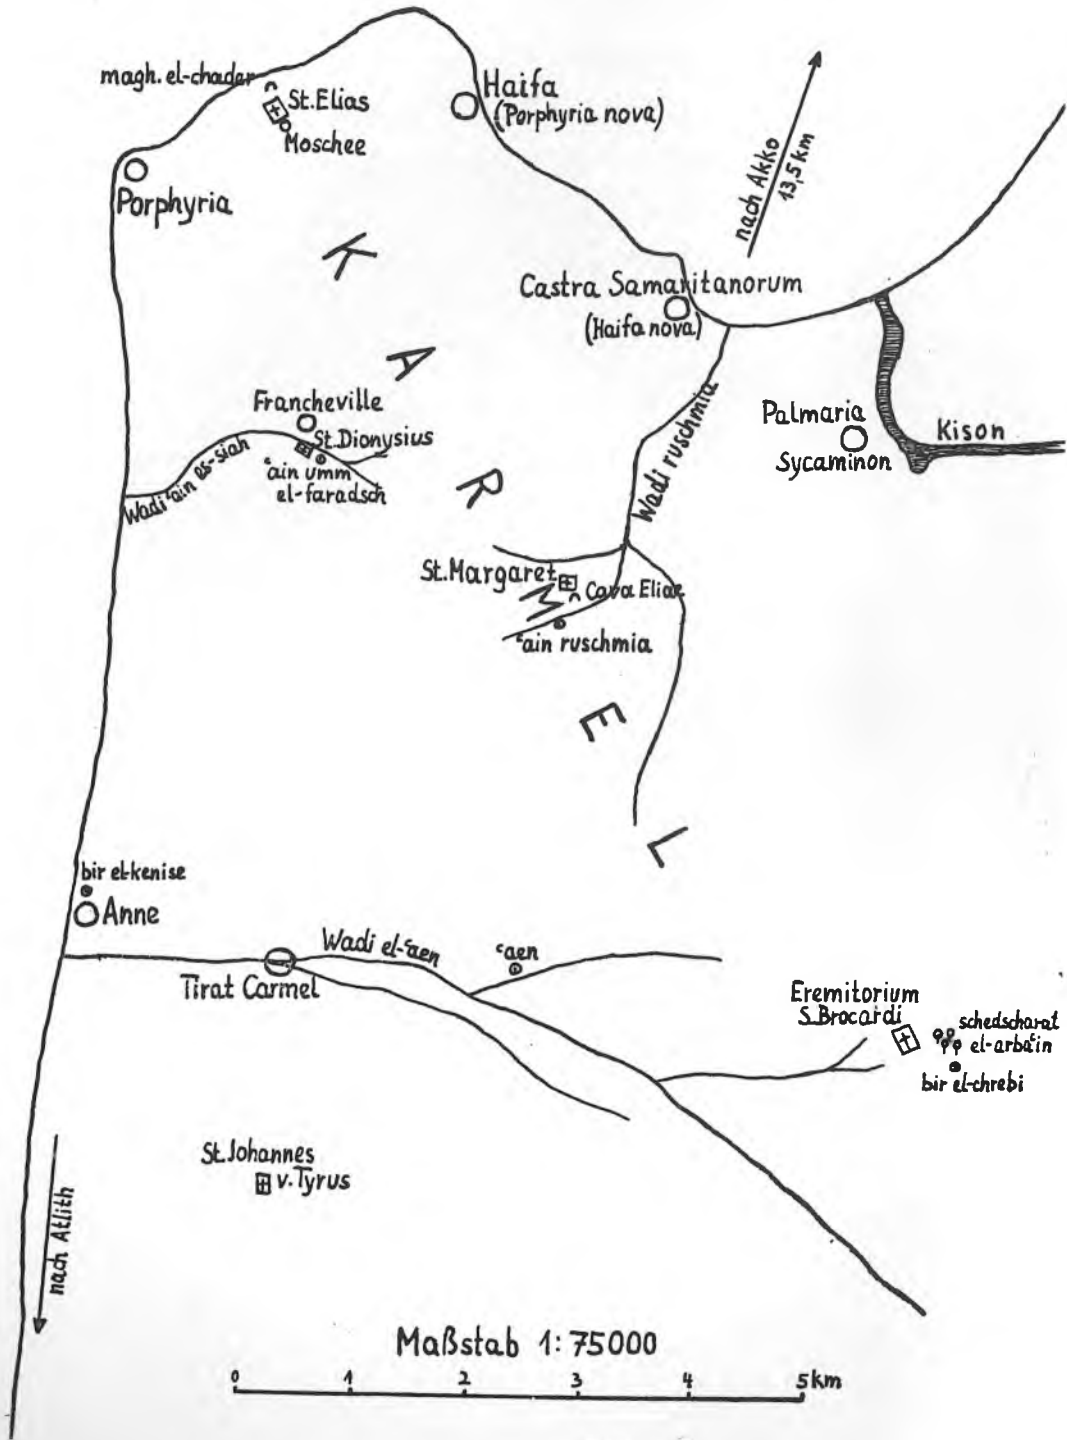 magh. el-chader
St. Elias
Moschee
Haifa
(Porphyria nova)
Porphyria
nach Akko
13,5 km
Castra Samaritanorum
(Haifa nova)
K
A
R
M
E
L
Francheville
St. Dionysius
ʿain umm
el-faradsch
Wadi ʿain es-siah
Wadi ruschmia
Palmaria
Sycaminon
Kison
St. Margaret
Cava Eliae
ʿain ruschmia
bir el-kenise
Anne
Wadi el-ʿaen
ʿaen
Tirat Carmel
Eremitorium
S. Brocardi
schedscharat
el-arbaʿin
bir el-chrebi
St. Johannes
v. Tyrus
nach Atlith
Maßstab 1: 75000
0 1 2 3 4 5 km